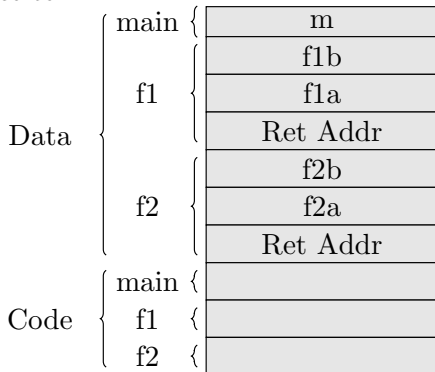 main m
f1b
f1 f1a
Data Ret Addr
f2b
f2 f2a
Ret Addr
main
Code f1
f2